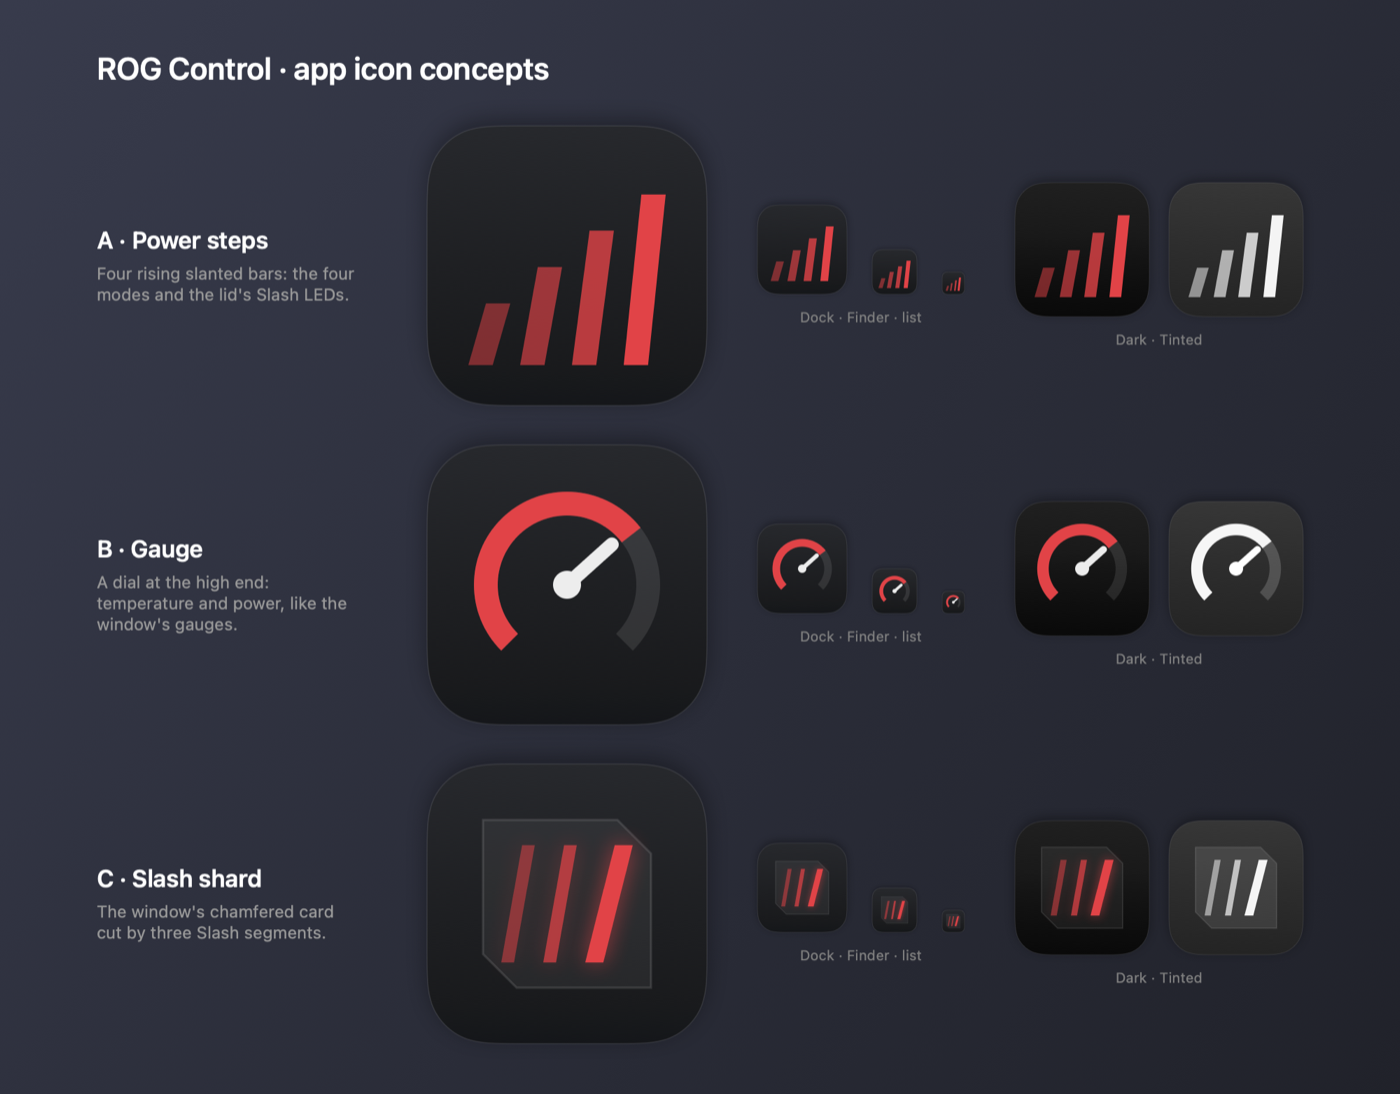 ROG Control · app icon concepts
A · Power steps
Four rising slanted bars: the four
modes and the lid's Slash LEDs.
Dock · Finder · list
Dark · Tinted
B · Gauge
A dial at the high end:
temperature and power, like the
window's gauges.
Dock · Finder · list
Dark · Tinted
C · Slash shard
The window's chamfered card
cut by three Slash segments.
Dock · Finder · list
Dark · Tinted